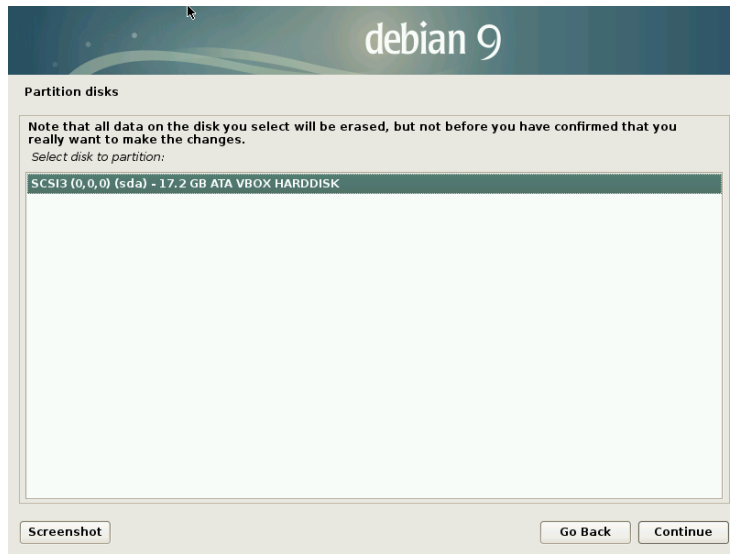 debian 9
Partition disks
Note that all data on the disk you select will be erased, but not before you have confirmed that you
really want to make the changes.
Select disk to partition:
SCSI3 (0,0,0) (sda) - 17.2 GB ATA VBOX HARDDISK
Screenshot
Go Back
Continue